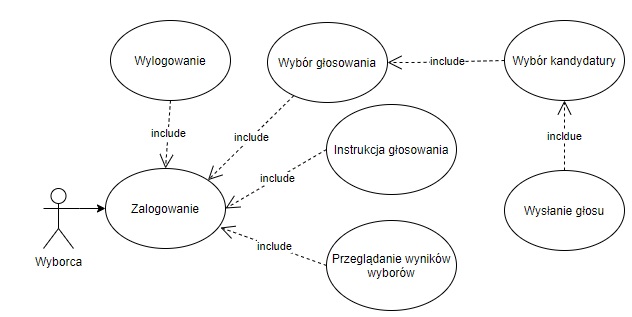 Wylogowanie
Wybór głosowania
include
Wybór kandydatury
include
include
incldue
Instrukcja głosowania
include
Zalogowanie
Wysłanie głosu
include
Przeglądanie wyników
wyborów
Wyborca